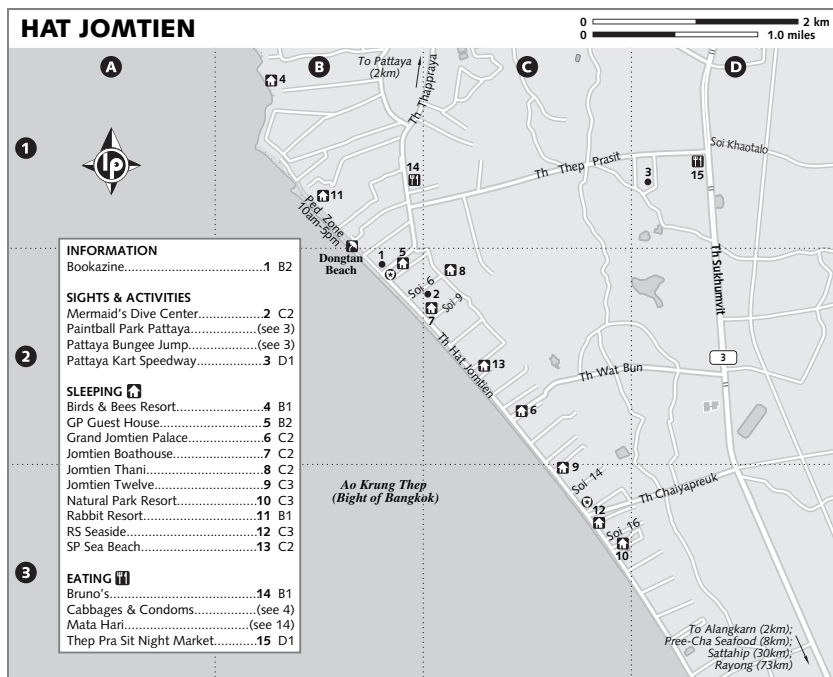 HAT JOMTIEN
0 2 km
0 1.0 miles
A
B
C
D
1
2
3
lp
To Pattaya
(2km)
Th Thappraya
4
14
11
Ped Zone
10am-5pm
Dongtan
Beach
Th Thep Prasit
3
15
Soi Khaotalo
Th Sukhumvit
3
1
5
8
Soi 6
2
Soi 9
7
Th Hat Jomtien
13
Th Wat Bun
6
9
Soi 14
Th Chaiyapreuk
12
Soi 16
10
Ao Krung Thep
(Bight of Bangkok)
To Alangkarn (2km);
Pree-Cha Seafood (8km);
Sattahip (30km);
Rayong (73km)
INFORMATION
Bookazine..............................1 B2
SIGHTS & ACTIVITIES
Mermaid's Dive Center..............2 C2
Paintball Park Pattaya..............(see 3)
Pattaya Bungee Jump..............(see 3)
Pattaya Kart Speedway..............3 D1
SLEEPING
Birds & Bees Resort..............4 B1
GP Guest House..............5 B2
Grand Jomtien Palace..............6 C2
Jomtien Boathouse..............7 C2
Jomtien Thani..............8 C2
Jomtien Twelve..............9 C3
Natural Park Resort..............10 C3
Rabbit Resort..............11 B1
RS Seaside..............12 C3
SP Sea Beach..............13 C2
EATING
Bruno's..............14 B1
Cabbages & Condoms..............(see 4)
Mata Hari..............(see 14)
Thep Pra Sit Night Market..............15 D1